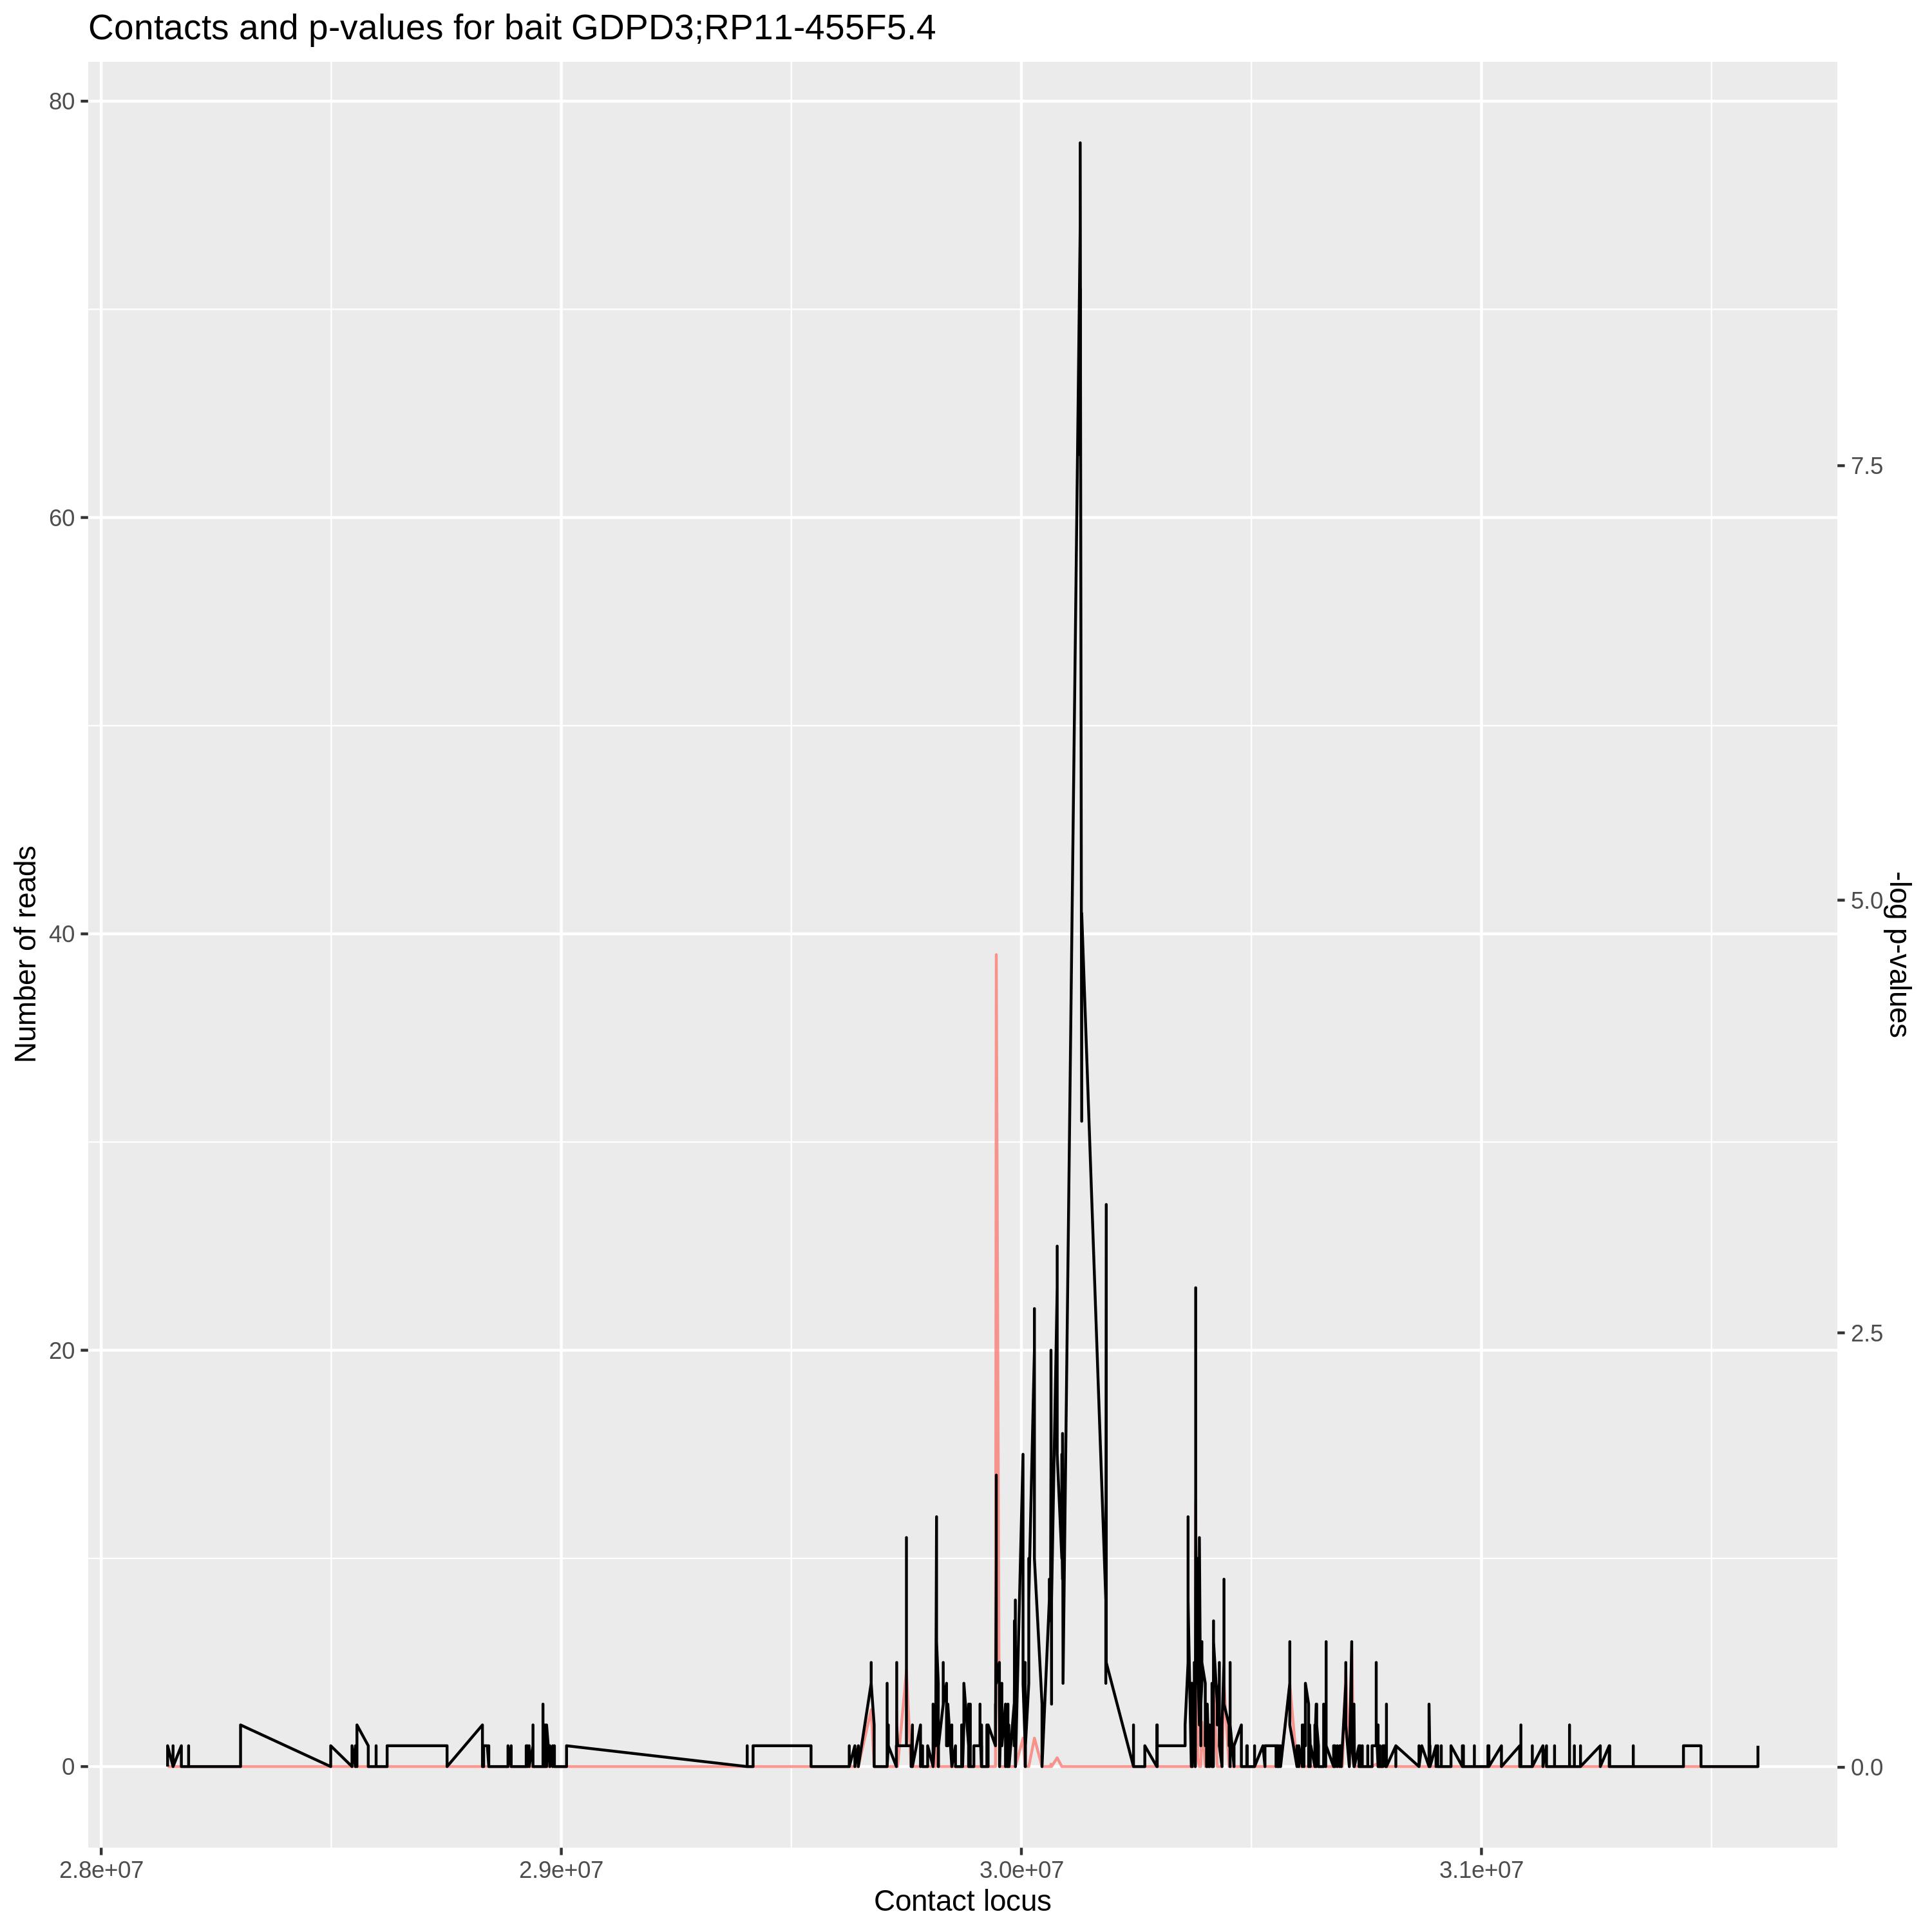 Contacts and p-values for bait GDPD3;RP11-455F5.4
80
60
40
20
0
Number of reads
7.5
5.0
2.5
0.0
-log p-values
2.8e+07
2.9e+07
3.0e+07
3.1e+07
Contact locus